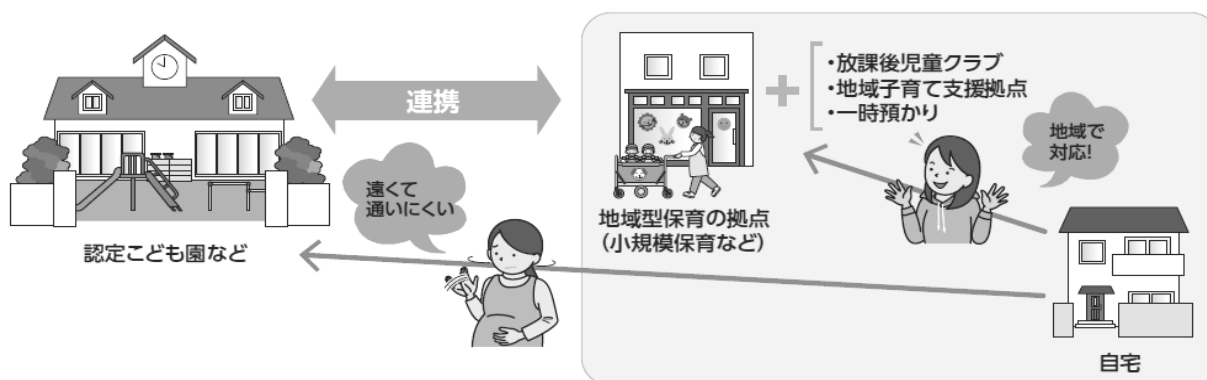 連携
・放課後児童クラブ
・地域子育て支援拠点
・一時預かり
地域で
対応!
遠くて
通いにくい
地域型保育の拠点
(小規模保育など)
認定こども園など
自宅